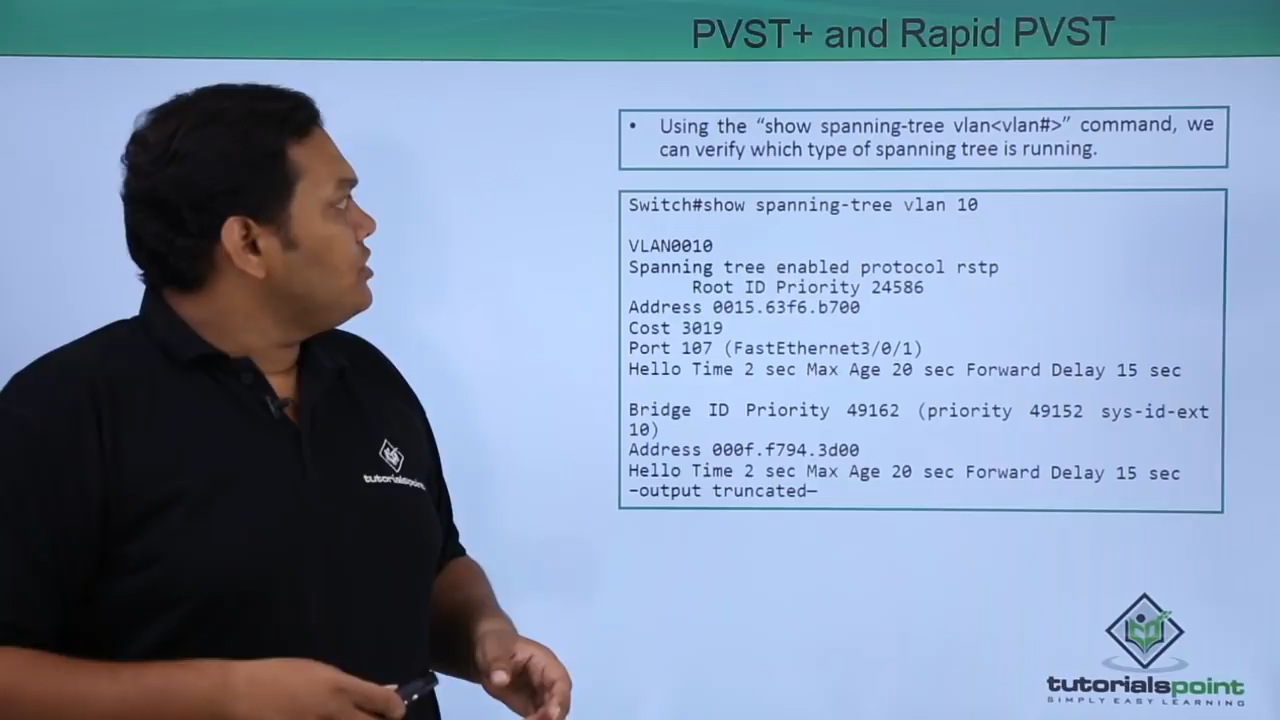 PVST+ and Rapid PVST
• Using the “show spanning-tree vlan<vlan#>” command, we
can verify which type of spanning tree is running.
Switch#show spanning-tree vlan 10
VLAN0010
Spanning tree enabled protocol rstp
Root ID Priority 24586
Address 0015.63f6.b700
Cost 3019
Port 107 (FastEthernet3/0/1)
Hello Time 2 sec Max Age 20 sec Forward Delay 15 sec
Bridge ID Priority 49162 (priority 49152 sys-id-ext
10)
Address 000f.f794.3d00
Hello Time 2 sec Max Age 20 sec Forward Delay 15 sec
–output truncated—
tutorialspoint
tutorialspoint
SIMPLY EASY LEARNING